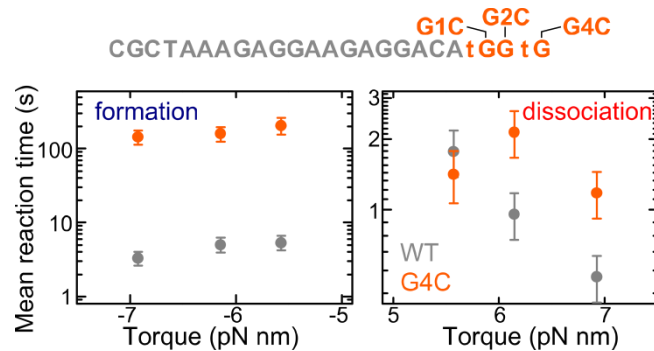 G1C G2C G4C
CGCTAAAGAGGAAGAGGACAtGGtG
Mean reaction time (s)
formation
100
10
1
-7 -6 -5
Torque (pN nm)
dissociation
2
1
WT
G4C
5 6 7
Torque (pN nm)